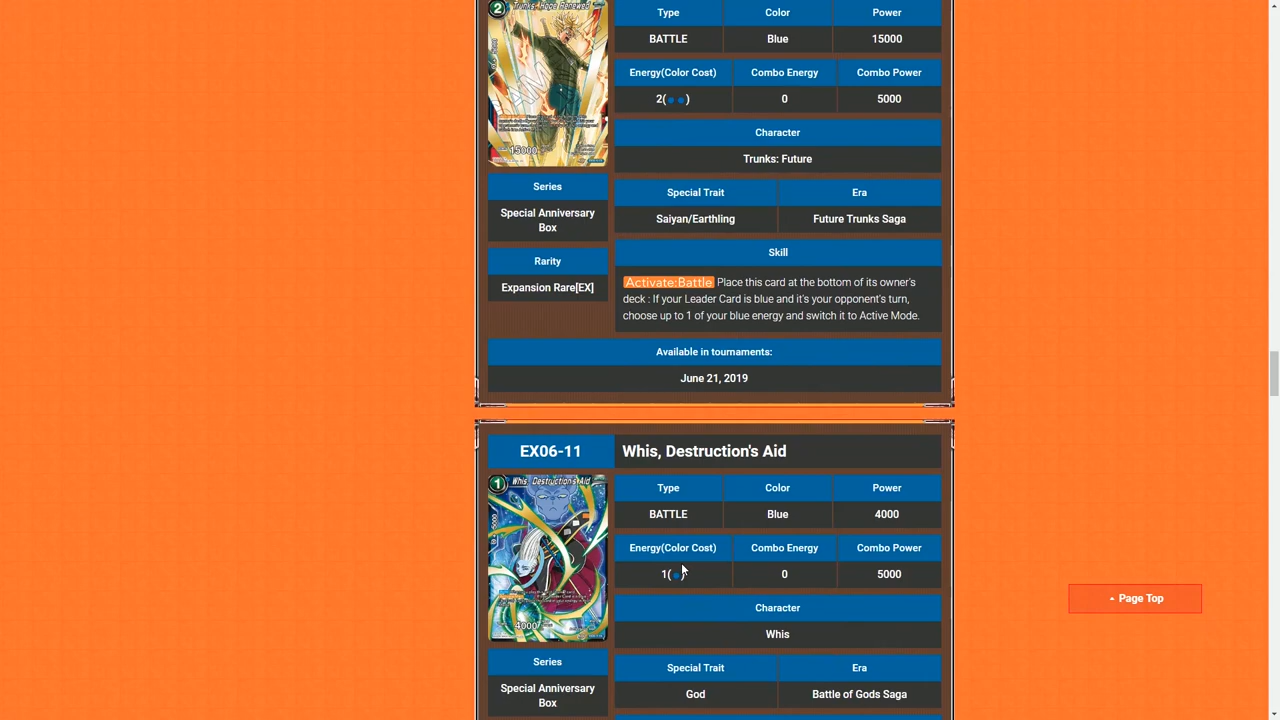 2
Trunks, Hope Renewed
Type
Color
Power
BATTLE
Blue
15000
Energy(Color Cost)
Combo Energy
Combo Power
2(●●)
0
5000
Character
Trunks: Future
Series
Special Trait
Era
Special Anniversary
Box
Saiyan/Earthling
Future Trunks Saga
Rarity
Skill
Expansion Rare[EX]
Activate:Battle Place this card at the bottom of its owner's
deck : If your Leader Card is blue and it's your opponent's turn,
choose up to 1 of your blue energy and switch it to Active Mode.
15000
Available in tournaments:
June 21, 2019
EX06-11
Whis, Destruction's Aid
1
Whis, Destruction's Aid
Type
Color
Power
BATTLE
Blue
4000
Energy(Color Cost)
Combo Energy
Combo Power
1(●)
0
5000
Character
Whis
4000
Series
Special Trait
Era
Special Anniversary
Box
God
Battle of Gods Saga
Page Top